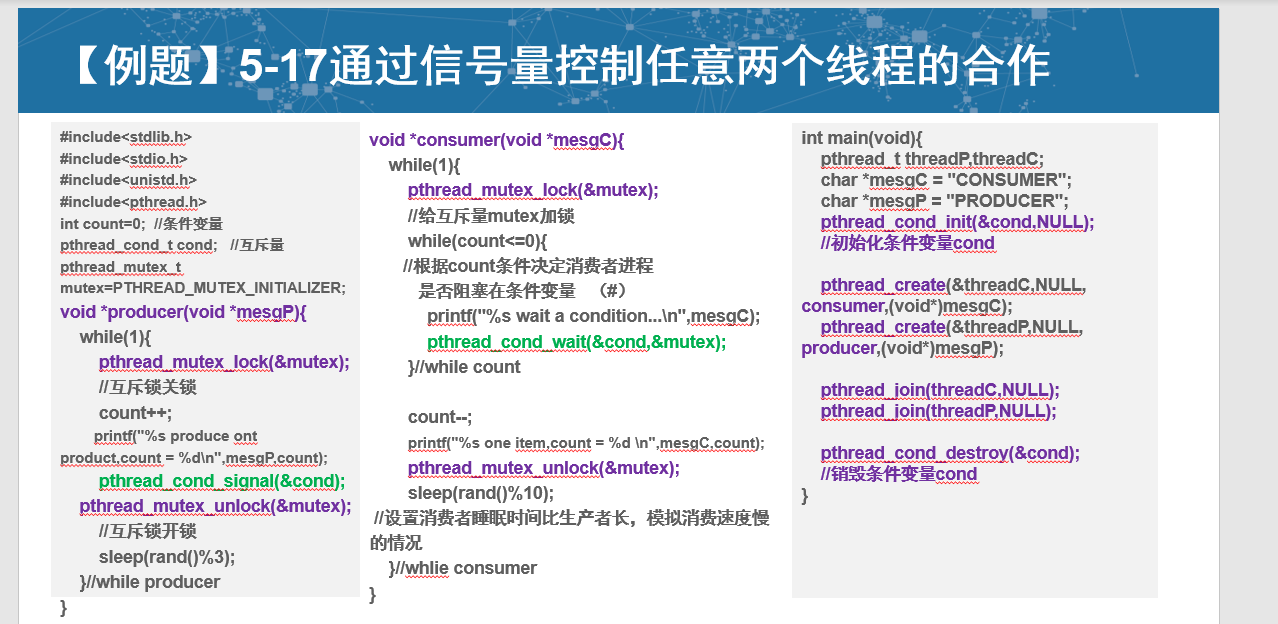 【例题】5-17通过信号量控制任意两个线程的合作
#include<stdlib.h>
#include<stdio.h>
#include<unistd.h>
#include<pthread.h>
int count=0;  //条件变量
pthread_cond_t cond;   //互斥量
pthread_mutex_t
mutex=PTHREAD_MUTEX_INITIALIZER;
void *producer(void *mesgP){
while(1){
pthread_mutex_lock(&mutex);
//互斥锁关锁
count++;
printf("%s produce ont
product,count = %d\n",mesgP,count);
pthread_cond_signal(&cond);
pthread_mutex_unlock(&mutex);
//互斥锁开锁
sleep(rand()%3);
}//while producer
}
void *consumer(void *mesgC){
while(1){
pthread_mutex_lock(&mutex);
//给互斥量mutex加锁
while(count<=0){
//根据count条件决定消费者进程
是否阻塞在条件变量 （#）
printf("%s wait a condition...\n",mesgC);
pthread_cond_wait(&cond,&mutex);
}//while count
count--;
printf("%s one item,count = %d \n",mesgC,count);
pthread_mutex_unlock(&mutex);
sleep(rand()%10);
//设置消费者睡眠时间比生产者长，模拟消费速度慢
的情况
}//whlie consumer
}
int main(void){
pthread_t threadP,threadC;
char *mesgC = "CONSUMER";
char *mesgP = "PRODUCER";
pthread_cond_init(&cond,NULL);
//初始化条件变量cond
pthread_create(&threadC,NULL,
consumer,(void*)mesgC);
pthread_create(&threadP,NULL,
producer,(void*)mesgP);
pthread_join(threadC,NULL);
pthread_join(threadP,NULL);
pthread_cond_destroy(&cond);
//销毁条件变量cond
}